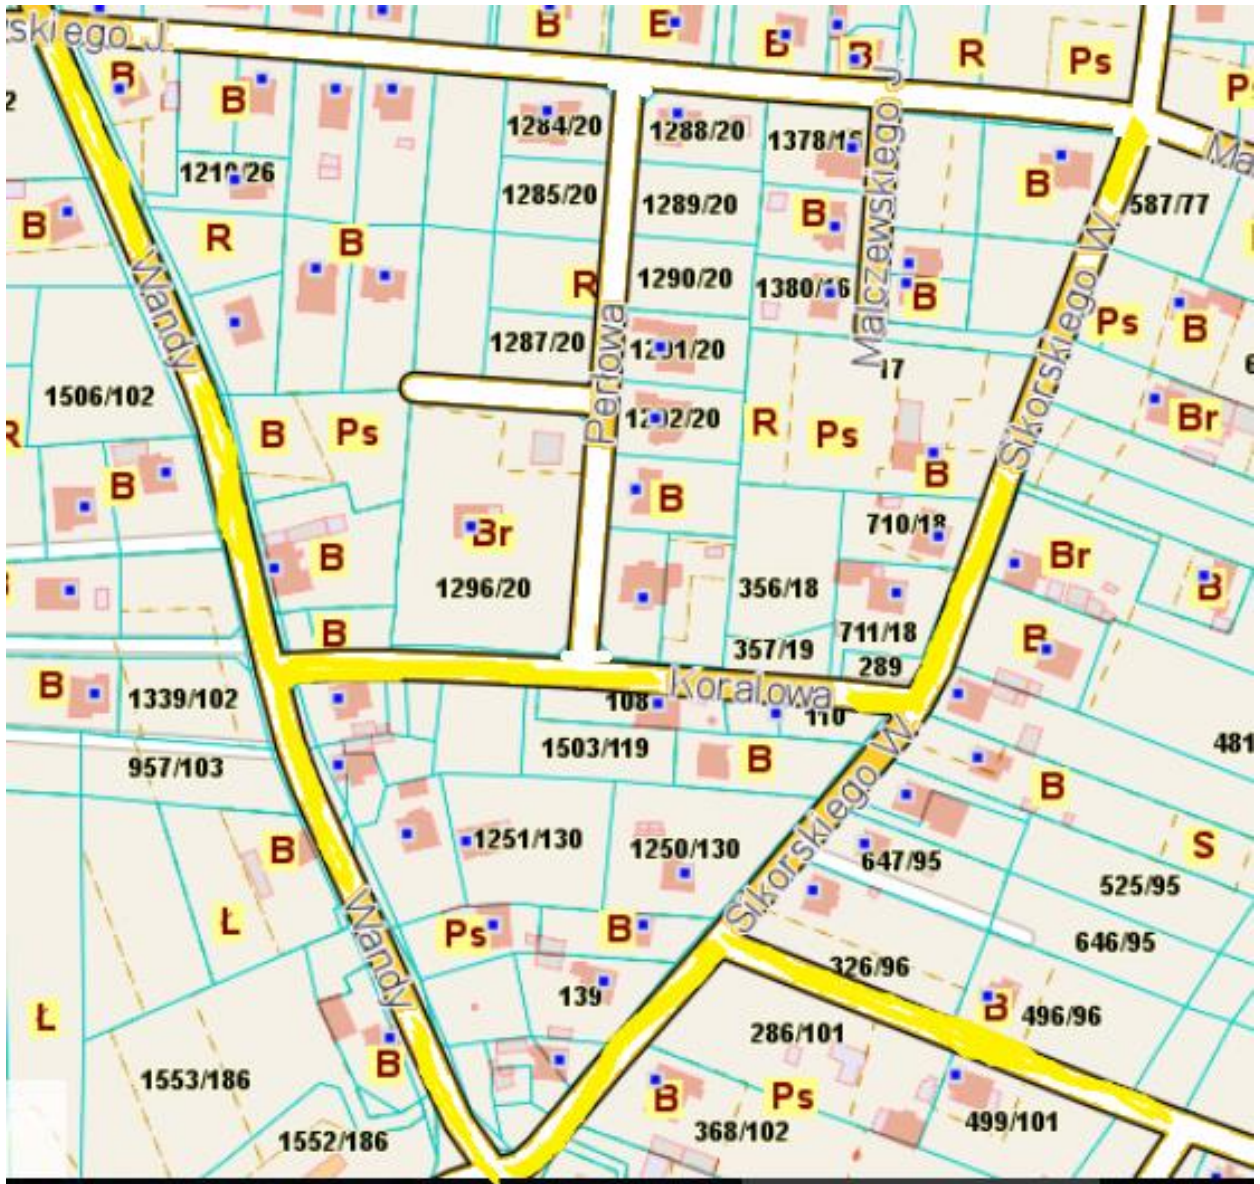 skiego J.
B
E
B
B
R
Ps
B
B
Ps
2
1284/20
1288/20
1378/16
Ma
1210/26
B
1285/20
1289/20
B
587/77
B
R
B
1290/20
1380/16
B
Malczewskiego J.
R
Ps
B
Wandy
1287/20
Perłowa
17
Sikorskiego W.
1506/102
R
B
Ps
R
Ps
Br
B
B
B
710/18
Br
1296/20
B
356/18
Br
B
B
357/19
711/18
289
B
B
1339/102
108
Koralowa
110
957/103
1503/119
B
481
B
B
1251/130
1250/130
Sikorskiego W.
647/95
S
525/95
Ł
Wandy
Ps
B
646/95
326/96
139
Ł
B
496/96
286/101
B
1553/186
B
Ps
499/101
1552/186
368/102